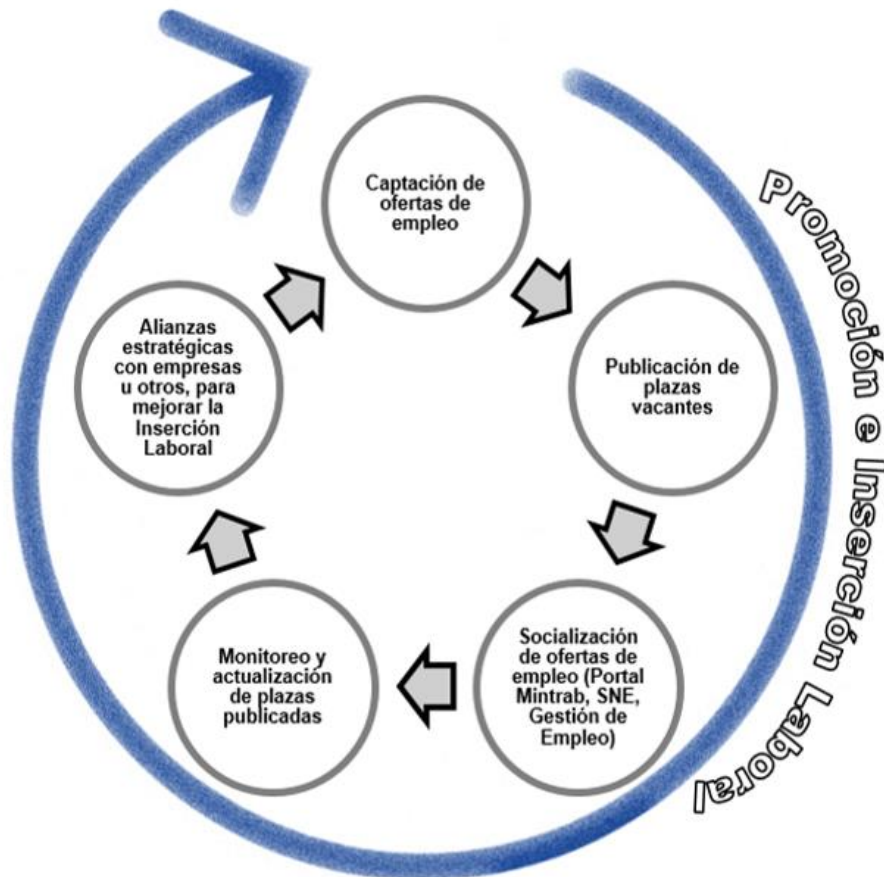 Captación de
ofertas de
empleo
Publicación de
plazas
vacantes
Socialización
de ofertas de
empleo (Portal
Mintrab, SNE,
Gestión de
Empleo)
Monitoreo y
actualización
de plazas
publicadas
Alianzas
estratégicas
con empresas
u otros, para
mejorar la
Inserción
Laboral
Promoción e Inserción Laboral